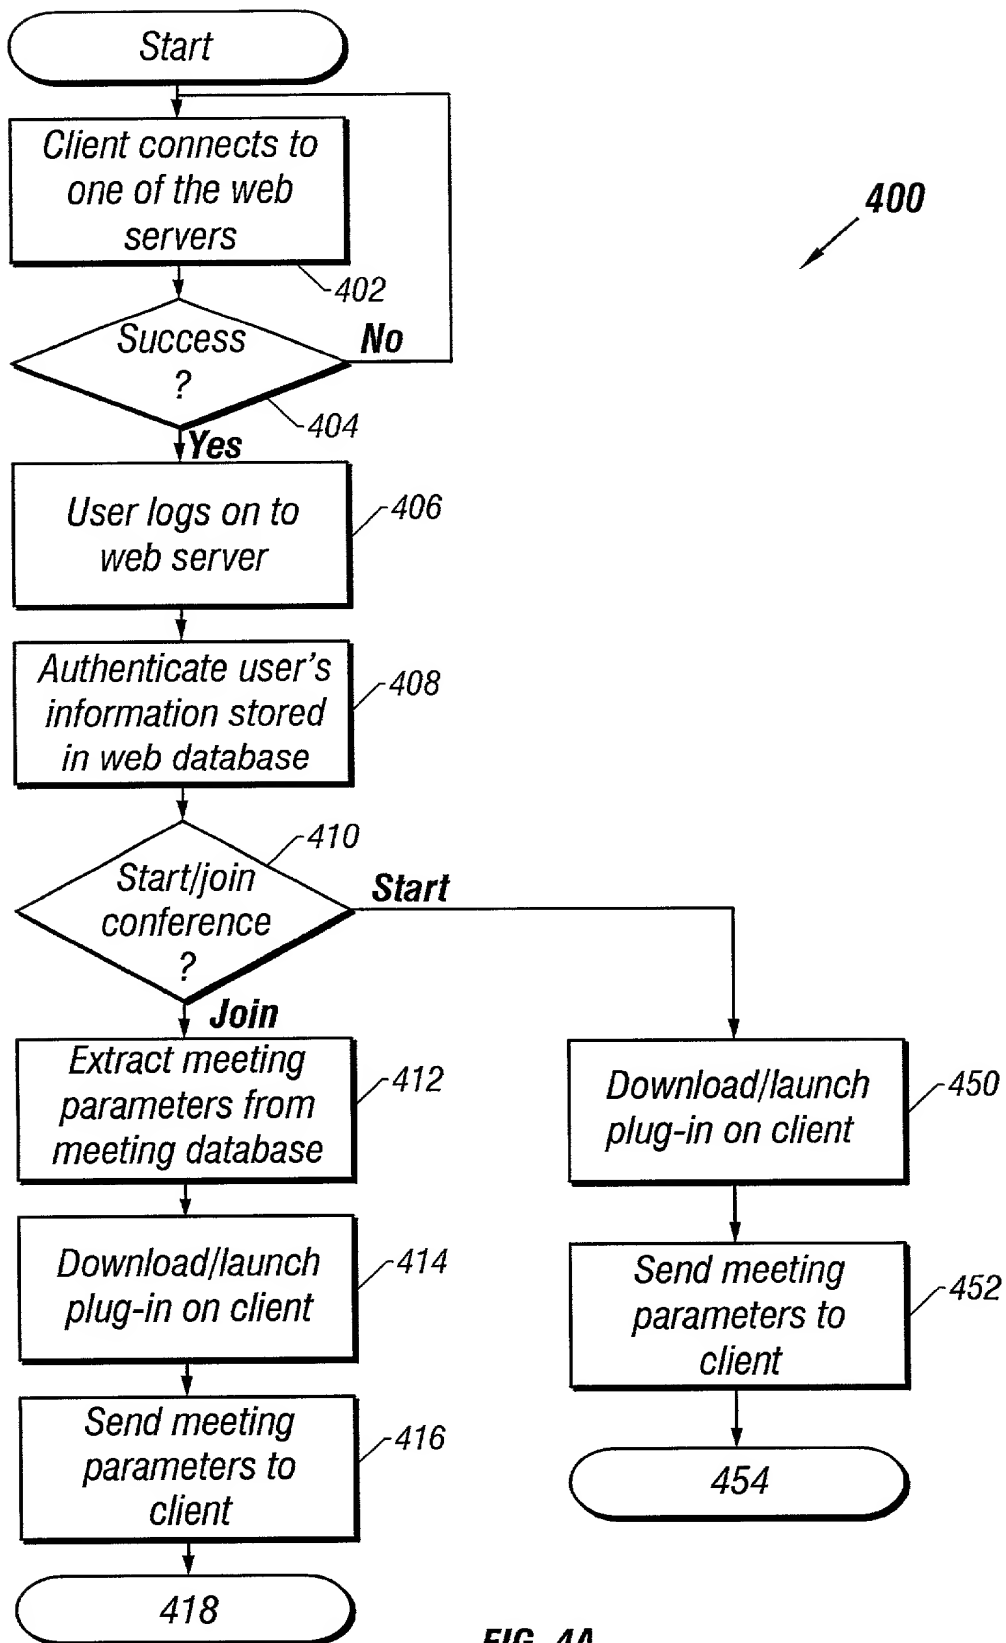 Start
Client connects to
one of the web
servers
402
400
Success
?
No
404
Yes
User logs on to
web server
406
Authenticate user's
information stored
in web database
408
410
Start/join
conference
?
Start
Join
Extract meeting
parameters from
meeting database
412
Download/launch
plug-in on client
414
Send meeting
parameters to
client
416
418
Download/launch
plug-in on client
450
Send meeting
parameters to
client
452
454
FIG. 4A